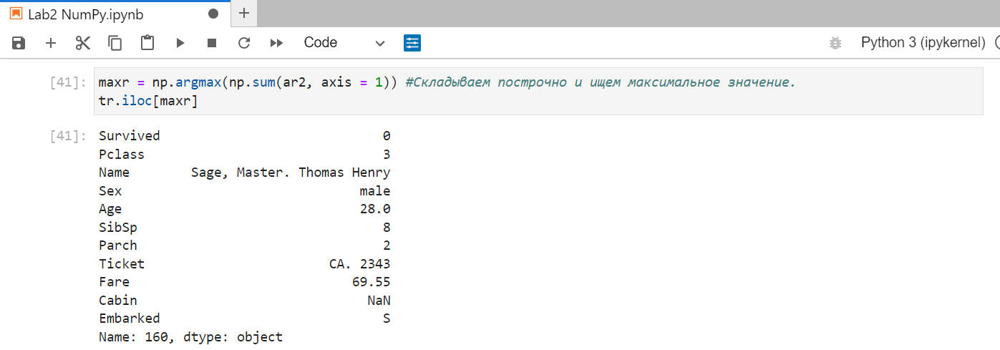 Lab2 NumPy.ipynb
Code
Python 3 (ipykernel)
[41]: maxr = np.argmax(np.sum(ar2, axis = 1)) #Складываем построчно и ищем максимальное значение.
tr.iloc[maxr]
[41]: Survived 0
Pclass 3
Name Sage, Master. Thomas Henry
Sex male
Age 28.0
SibSp 8
Parch 2
Ticket CA. 2343
Fare 69.55
Cabin NaN
Embarked S
Name: 160, dtype: object